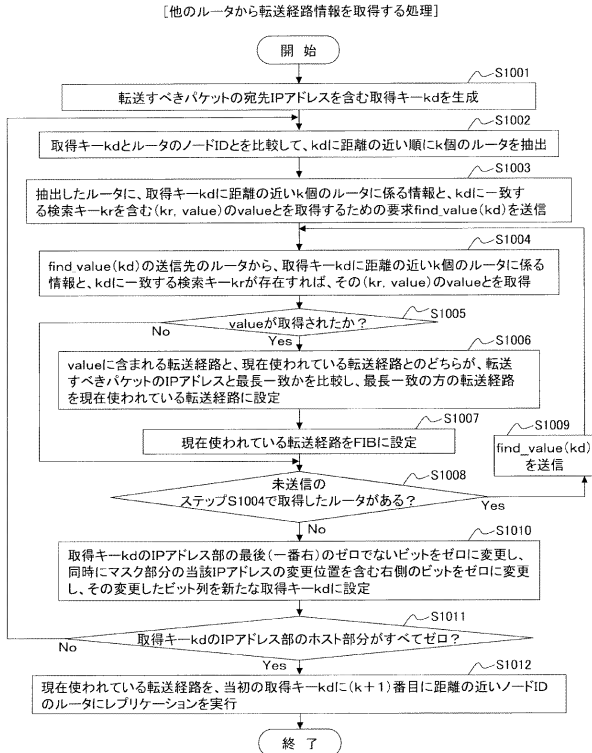 [他のルータから転送経路情報を取得する処理]
開 始
S1001
転送すべきパケットの宛先IPアドレスを含む取得キーkdを生成
S1002
取得キーkdとルータのノードIDとを比較して、kdに距離の近い順にk個のルータを抽出
S1003
抽出したルータに、取得キーkdに距離の近いk個のルータに係る情報と、kdに一致す
る検索キーkrを含む(kr, value)のvalueとを取得するための要求find_value(kd)を送信
S1004
find_value(kd)の送信先のルータから、取得キーkdに距離の近いk個のルータに係る
情報と、kdに一致する検索キーkrが存在すれば、その(kr, value)のvalueとを取得
S1005
valueが取得されたか?
No
Yes
S1006
valueに含まれる転送経路と、現在使われている転送経路とのどちらが、転送
すべきパケットのIPアドレスと最長一致かを比較し、最長一致の方の転送経路
を現在使われている転送経路に設定
S1007
現在使われている転送経路をFIBに設定
S1009
find_value(kd)
を送信
S1008
未送信の
ステップS1004で取得したルータがある?
Yes
No
S1010
取得キーkdのIPアドレス部の最後(一番右)のゼロでないビットをゼロに変更し、
同時にマスク部分の当該IPアドレスの変更位置を含む右側のビットをゼロに変更
し、その変更したビット列を新たな取得キーkdに設定
S1011
取得キーkdのIPアドレス部のホスト部分がすべてゼロ?
No
Yes
S1012
現在使われている転送経路を、当初の取得キーkdに(k+1)番目に距離の近いノードID
のルータにレプリケーションを実行
終 了